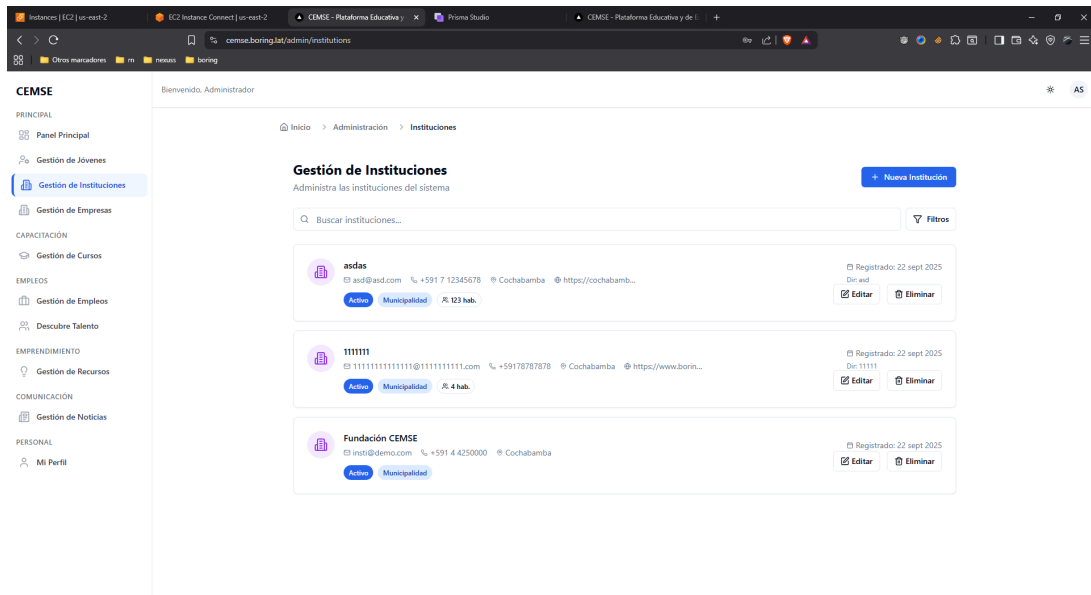 Instances | EC2 | us-east-2
EC2 Instance Connect | us-east-2
CEMSE - Plataforma Educativa y
Prisma Studio
CEMSE - Plataforma Educativa y de
cemse.boring.lat/admin/institutions
Otros marcadores
m
nexuss
boring
CEMSE
Bienvenido, Administrador
AS
PRINCIPAL
Panel Principal
Gestión de Jóvenes
Gestión de Instituciones
Gestión de Empresas
CAPACITACIÓN
Gestión de Cursos
EMPLEOS
Gestión de Empleos
Descubre Talento
EMPRENDIMIENTO
Gestión de Recursos
COMUNICACIÓN
Gestión de Noticias
PERSONAL
Mi Perfil
Inicio > Administración > Instituciones
Gestión de Instituciones
Administra las instituciones del sistema
+ Nueva Institución
Buscar instituciones...
Filtros
asdas
asd@asd.com +591 7 12345678 Cochabamba https://cochabamb...
Activo Municipalidad 123 hab.
Registrado: 22 sept 2025
Dir: asd
Editar Eliminar
1111111
11111111111111@1111111111.com +59178787878 Cochabamba https://www.borin...
Activo Municipalidad 4 hab.
Registrado: 22 sept 2025
Dir: 11111
Editar Eliminar
Fundación CEMSE
insti@demo.com +591 4 4250000 Cochabamba
Activo Municipalidad
Registrado: 22 sept 2025
Editar Eliminar